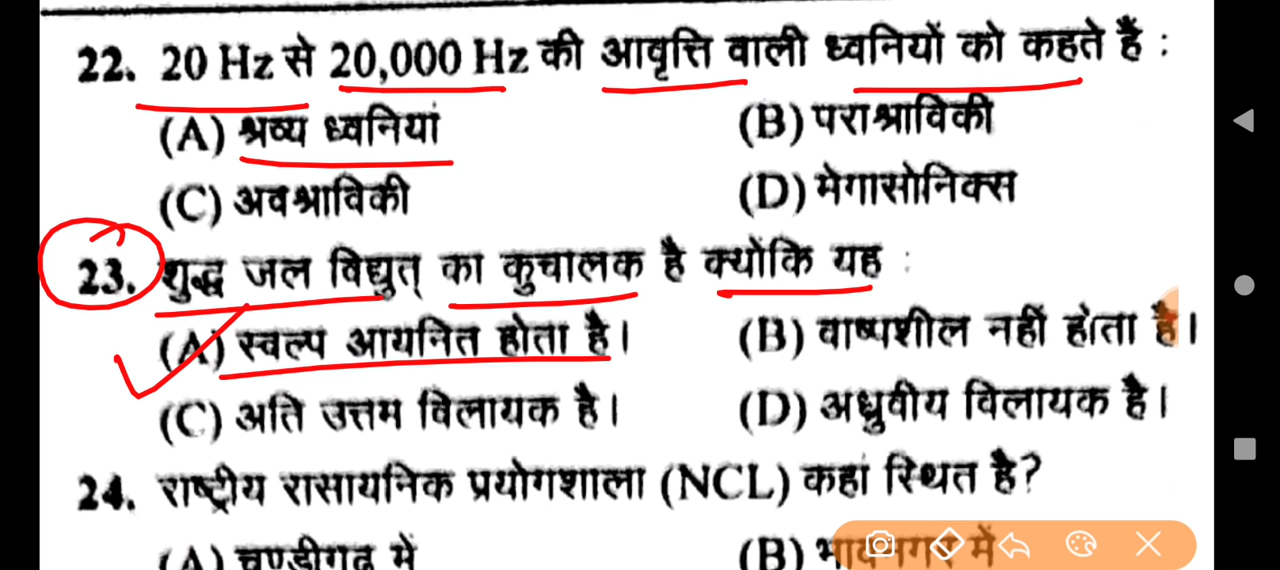 22. 20 Hz से 20,000 Hz की आवृत्ति वाली ध्वनियों को कहते हैं :
(A) श्रव्य ध्वनियां (B) पराश्राविकी
(C) अवश्राविकी (D) मेगासोनिक्स
23. शुद्ध जल विद्युत् का कुचालक है क्योंकि यह :
(A) स्वल्प आयनित होता है। (B) वाष्पशील नहीं होता है।
(C) अति उत्तम विलायक है। (D) अध्रुवीय विलायक है।
24. राष्ट्रीय रासायनिक प्रयोगशाला (NCL) कहां स्थित है?
(A) चण्डीगढ़ में (B) में